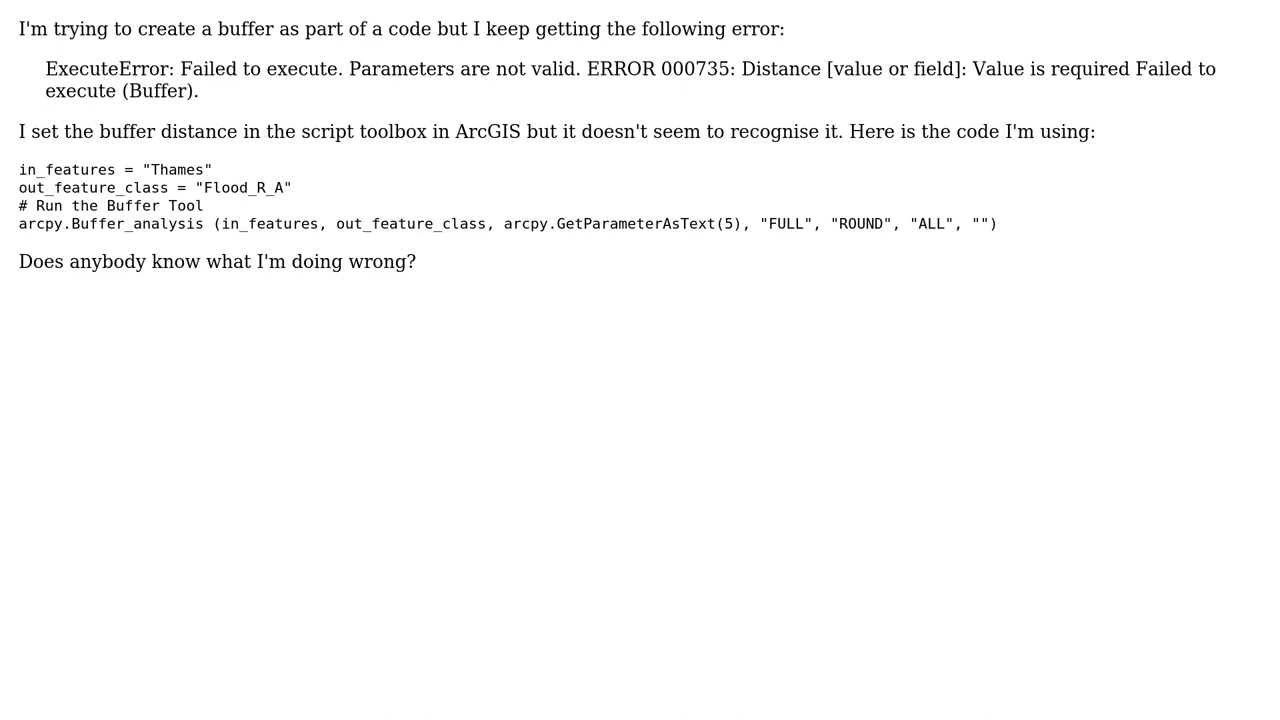 I'm trying to create a buffer as part of a code but I keep getting the following error:
ExecuteError: Failed to execute. Parameters are not valid. ERROR 000735: Distance [value or field]: Value is required Failed to
execute (Buffer).
I set the buffer distance in the script toolbox in ArcGIS but it doesn't seem to recognise it. Here is the code I'm using:
in_features = "Thames"
out_feature_class = "Flood_R_A"
# Run the Buffer Tool
arcpy.Buffer_analysis (in_features, out_feature_class, arcpy.GetParameterAsText(5), "FULL", "ROUND", "ALL", "")
Does anybody know what I'm doing wrong?